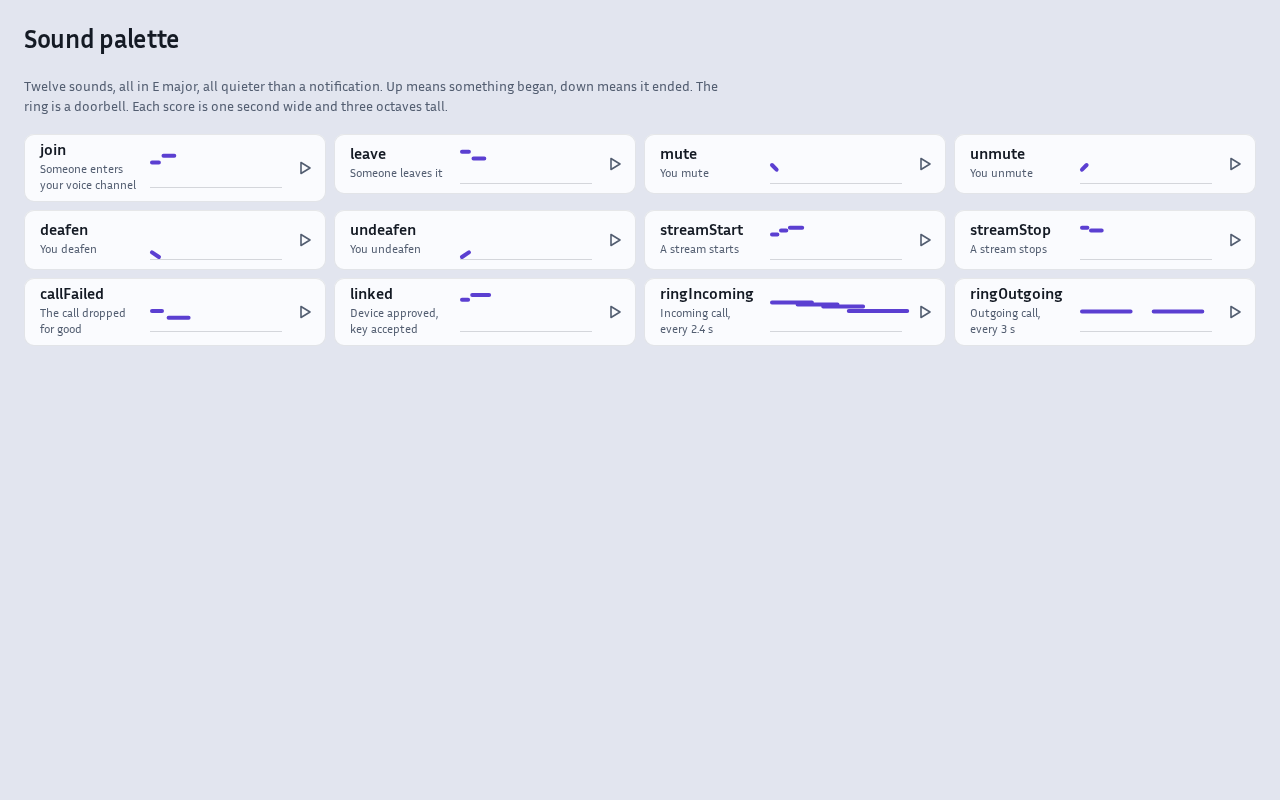 Sound palette
Twelve sounds, all in E major, all quieter than a notification. Up means something began, down means it ended. The
ring is a doorbell. Each score is one second wide and three octaves tall.
join
Someone enters
your voice channel
leave
Someone leaves it
mute
You mute
unmute
You unmute
deafen
You deafen
undeafen
You undeafen
streamStart
A stream starts
streamStop
A stream stops
callFailed
The call dropped
for good
linked
Device approved,
key accepted
ringIncoming
Incoming call,
every 2.4 s
ringOutgoing
Outgoing call,
every 3 s